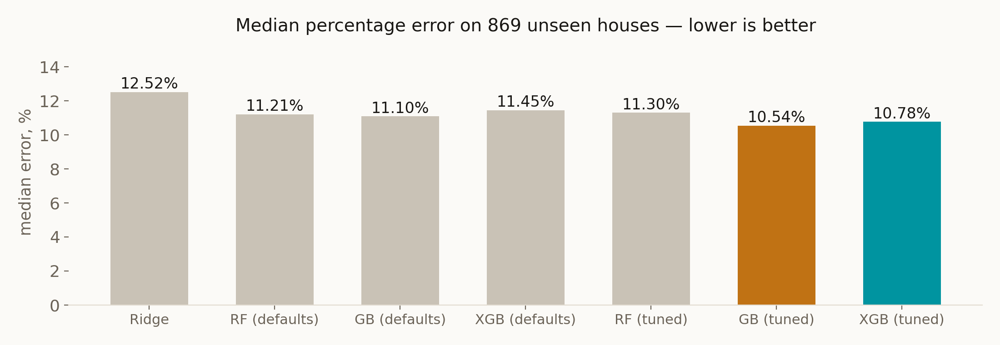 Median percentage error on 869 unseen houses — lower is better
median error, %
14
12
10
8
6
4
2
0
12.52%
11.21%
11.10%
11.45%
11.30%
10.54%
10.78%
Ridge
RF (defaults)
GB (defaults)
XGB (defaults)
RF (tuned)
GB (tuned)
XGB (tuned)